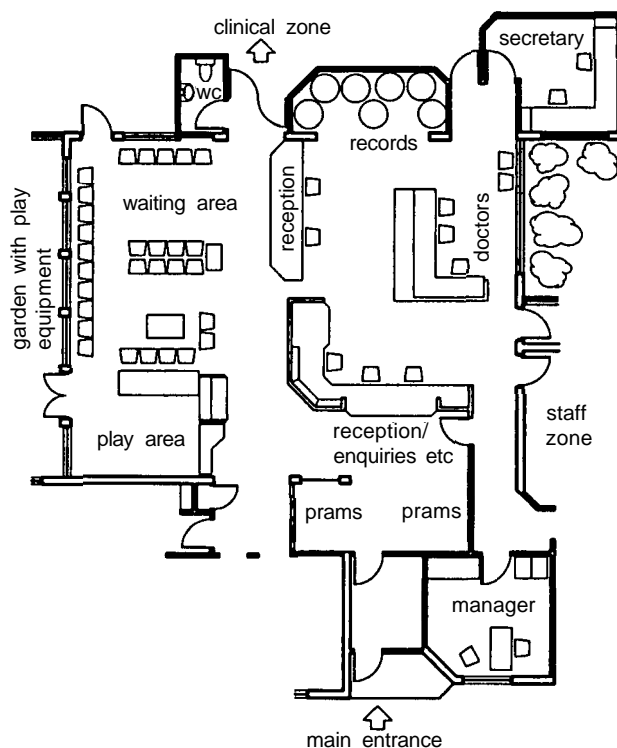 clinical zone
secretary
wc
records
waiting area
reception
doctors
garden with play
equipment
play area
reception/
enquiries etc
staff
zone
prams
prams
manager
main entrance